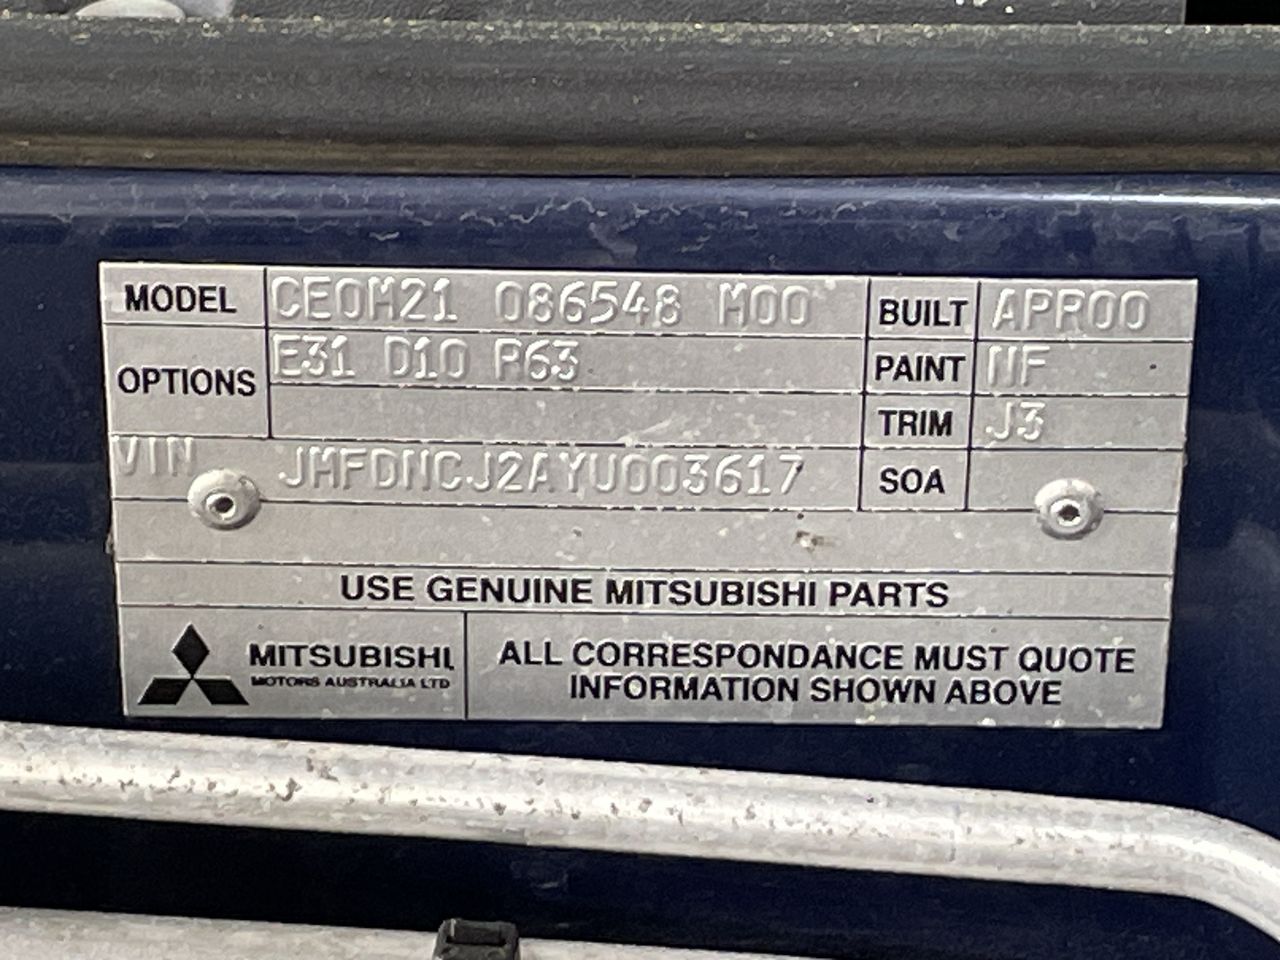 MODEL CE0M21 086548 M00 BUILT APR00
OPTIONS E31 D10 P63 PAINT NF
TRIM J3
VIN JMFDNCJ2AYU003617 SOA
USE GENUINE MITSUBISHI PARTS
MITSUBISHI
MOTORS AUSTRALIA LTD
ALL CORRESPONDANCE MUST QUOTE
INFORMATION SHOWN ABOVE